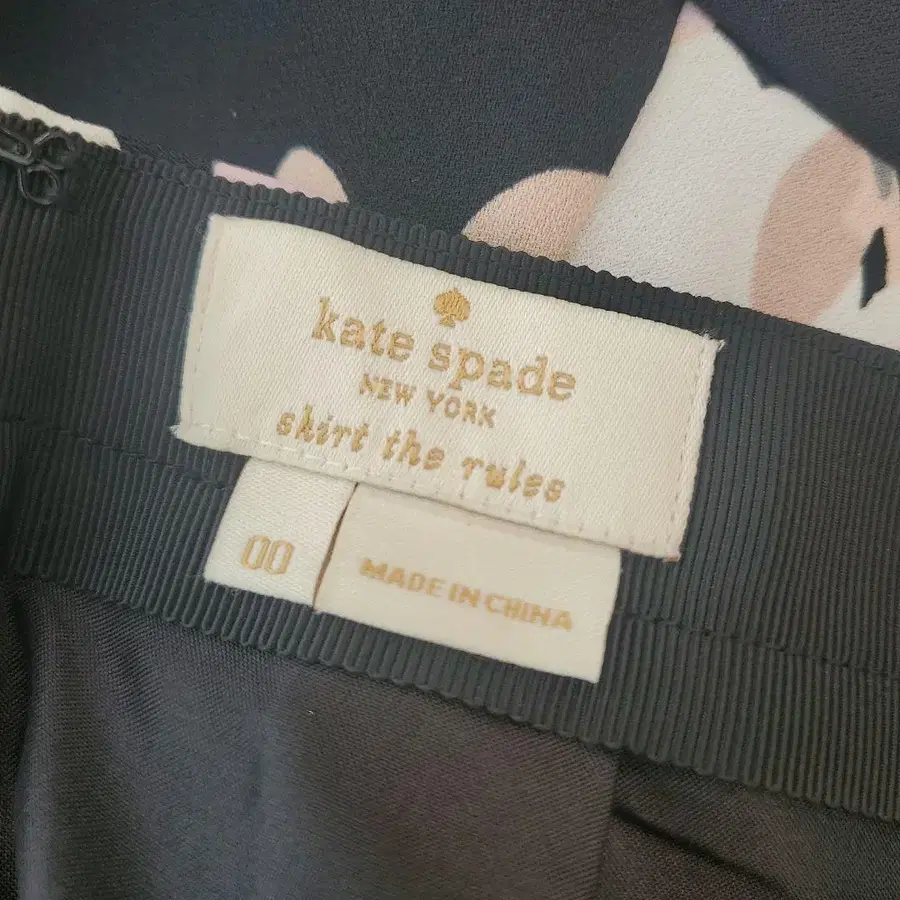 kate spade
NEW YORK
skirt the rules
00
MADE IN CHINA